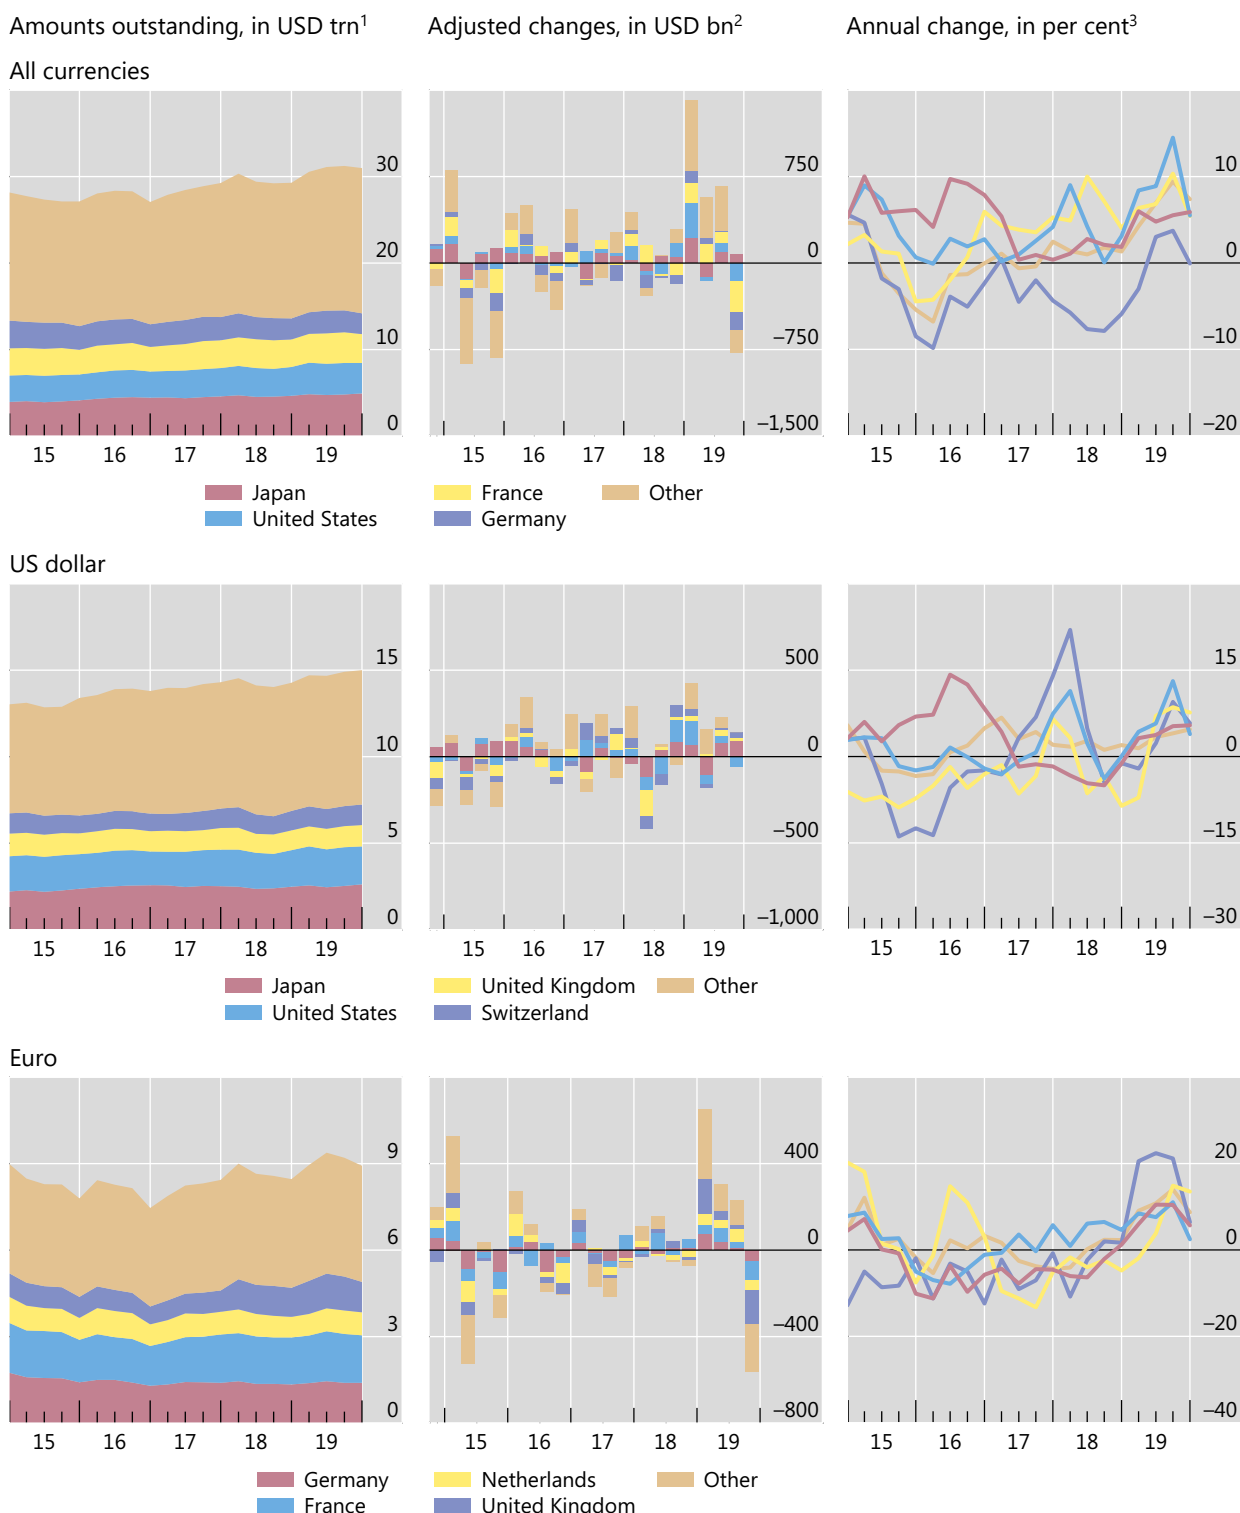 Amounts outstanding, in USD trn1 Adjusted changes, in USD bn2 Annual change, in per cent3
All currencies
30 750 10
20 0 0
10 –750 –10
0 –1,500 –20
15 16 17 18 19 15 16 17 18 19 15 16 17 18 19
Japan France Other
United States Germany
US dollar
15 500 15
10 0 0
5 –500 –15
0 –1,000 –30
15 16 17 18 19 15 16 17 18 19 15 16 17 18 19
Japan United Kingdom Other
United States Switzerland
Euro
9 400 20
6 0 0
3 –400 –20
0 –800 –40
15 16 17 18 19 15 16 17 18 19 15 16 17 18 19
Germany Netherlands Other
France United Kingdom